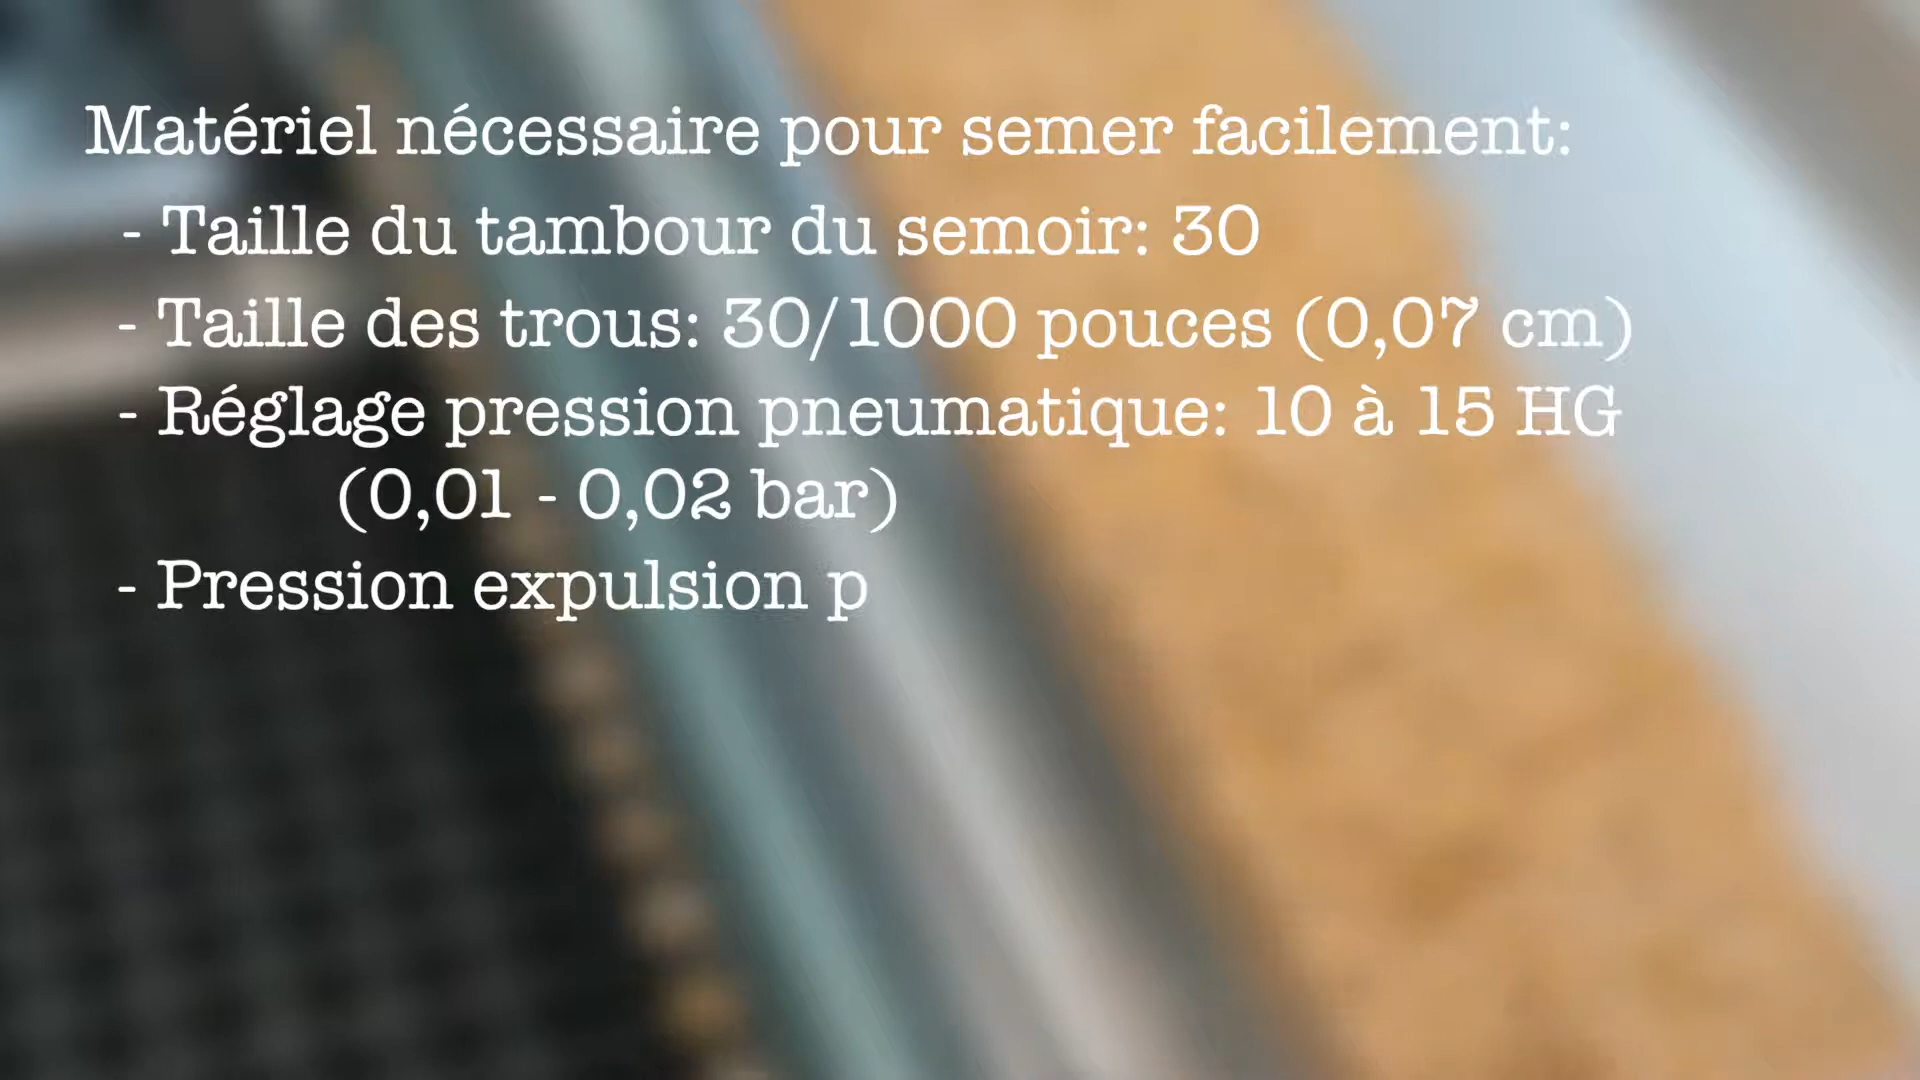 Matériel nécessaire pour semer facilement:
- Taille du tambour du semoir: 30
- Taille des trous: 30/1000 pouces (0,07 cm)
- Réglage pression pneumatique: 10 à 15 HG
(0,01 - 0,02 bar)
- Pression expulsion p